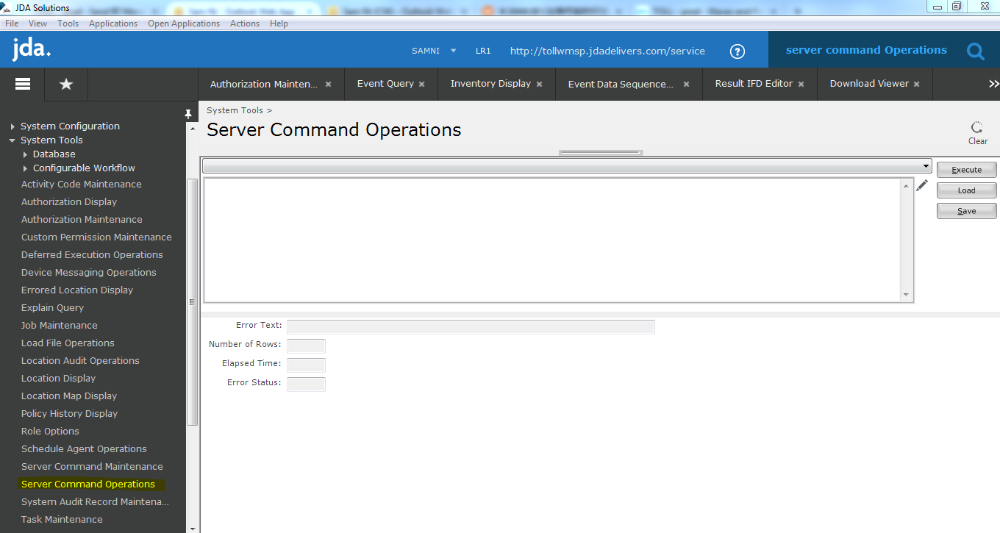 JDA Solutions
File View Tools Applications Open Applications Actions Help
jda.
SAMNI LR1 http://tollwmsp.jdadelivers.com/service server command Operations
Authorization Mainten... Event Query Inventory Display Event Data Sequence... Result IFD Editor Download Viewer
System Tools >
Server Command Operations
Clear
System Configuration
System Tools
Database
Configurable Workflow
Activity Code Maintenance
Authorization Display
Authorization Maintenance
Custom Permission Maintenance
Deferred Execution Operations
Device Messaging Operations
Errored Location Display
Explain Query
Job Maintenance
Load File Operations
Location Audit Operations
Location Display
Location Map Display
Policy History Display
Role Options
Schedule Agent Operations
Server Command Maintenance
Server Command Operations
System Audit Record Maintena...
Task Maintenance
Execute
Load
Save
Error Text:
Number of Rows:
Elapsed Time:
Error Status: